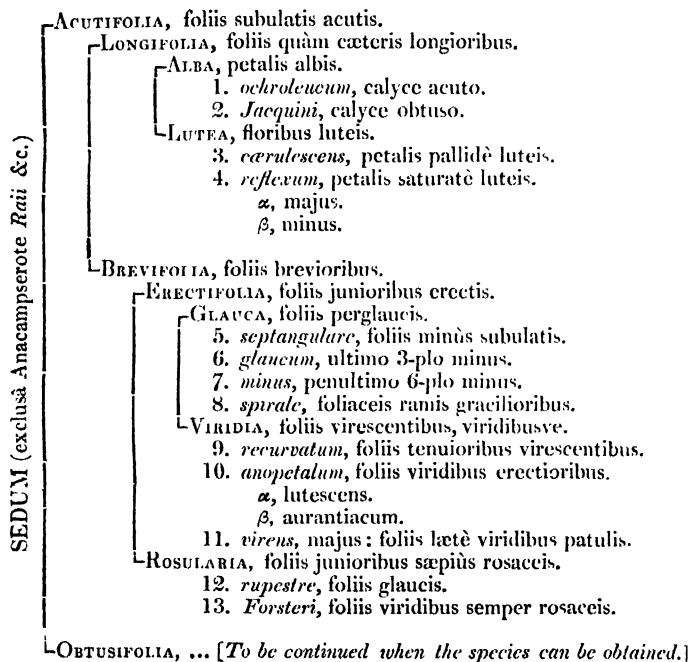 SEDUM (exclusâ Anacampserote Raii &c.)
ACUTIFOLIA, foliis subulatis acutis.
LONGIFOLIA, foliis quàm cæteris longioribus.
ALBA, petalis albis.
1. ochroleucum, calyce acuto.
2. Jacquini, calyce obtuso.
LUTEA, floribus luteis.
3. cærulescens, petalis pallidè luteis.
4. reflexum, petalis saturatè luteis.
α, majus.
β, minus.
BREVIFOLIA, foliis brevioribus.
ERECTIFOLIA, foliis junioribus erectis.
GLAUCA, foliis perglaucis.
5. septangulare, foliis minùs subulatis.
6. glaucum, ultimo 3-plo minus.
7. minus, penultimo 6-plo minus.
8. spirale, foliaceis ramis gracilioribus.
VIRIDIA, foliis virescentibus, viridibusve.
9. recurvatum, foliis tenuioribus virescentibus.
10. anopetalum, foliis viridibus erectioribus.
α, lutescens.
β, aurantiacum.
11. virens, majus: foliis lætè viridibus patulis.
ROSULARIA, foliis junioribus sæpiùs rosaceis.
12. rupestre, foliis glaucis.
13. Forsteri, foliis viridibus semper rosaceis.
OBTUSIFOLIA, ... [To be continued when the species can be obtained.]